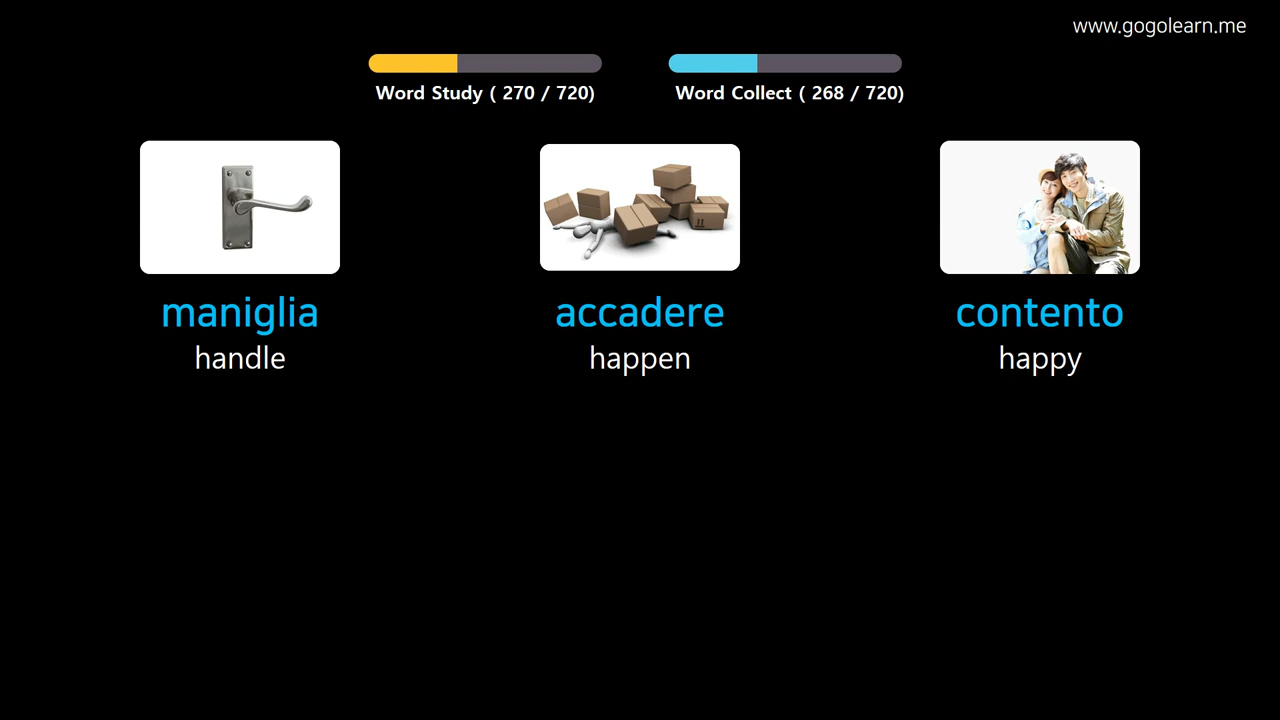 www.gogolearn.me
Word Study ( 270 / 720)
Word Collect ( 268 / 720)
maniglia
handle
accadere
happen
contento
happy